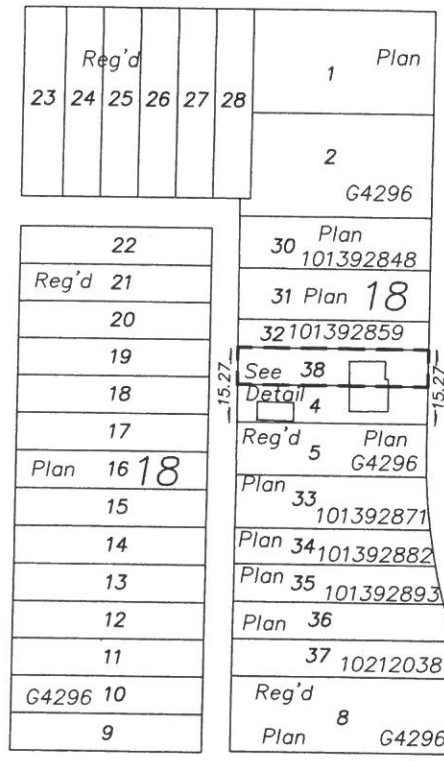 Reg'd
23 24 25 26 27 28
1 Plan
2
G4296
30 Plan
101392848
31 Plan 18
32 101392859
15.27
See 38
15.27
Detail 4
Reg'd 5 Plan
G4296
Plan 33
101392871
Plan 34 101392882
Plan 35 101392893
Plan 36
37 10212038
Reg'd
8
Plan G4296
22
Reg'd 21
20
19
18
17
Plan 16 18
15
14
13
12
11
G4296 10
9